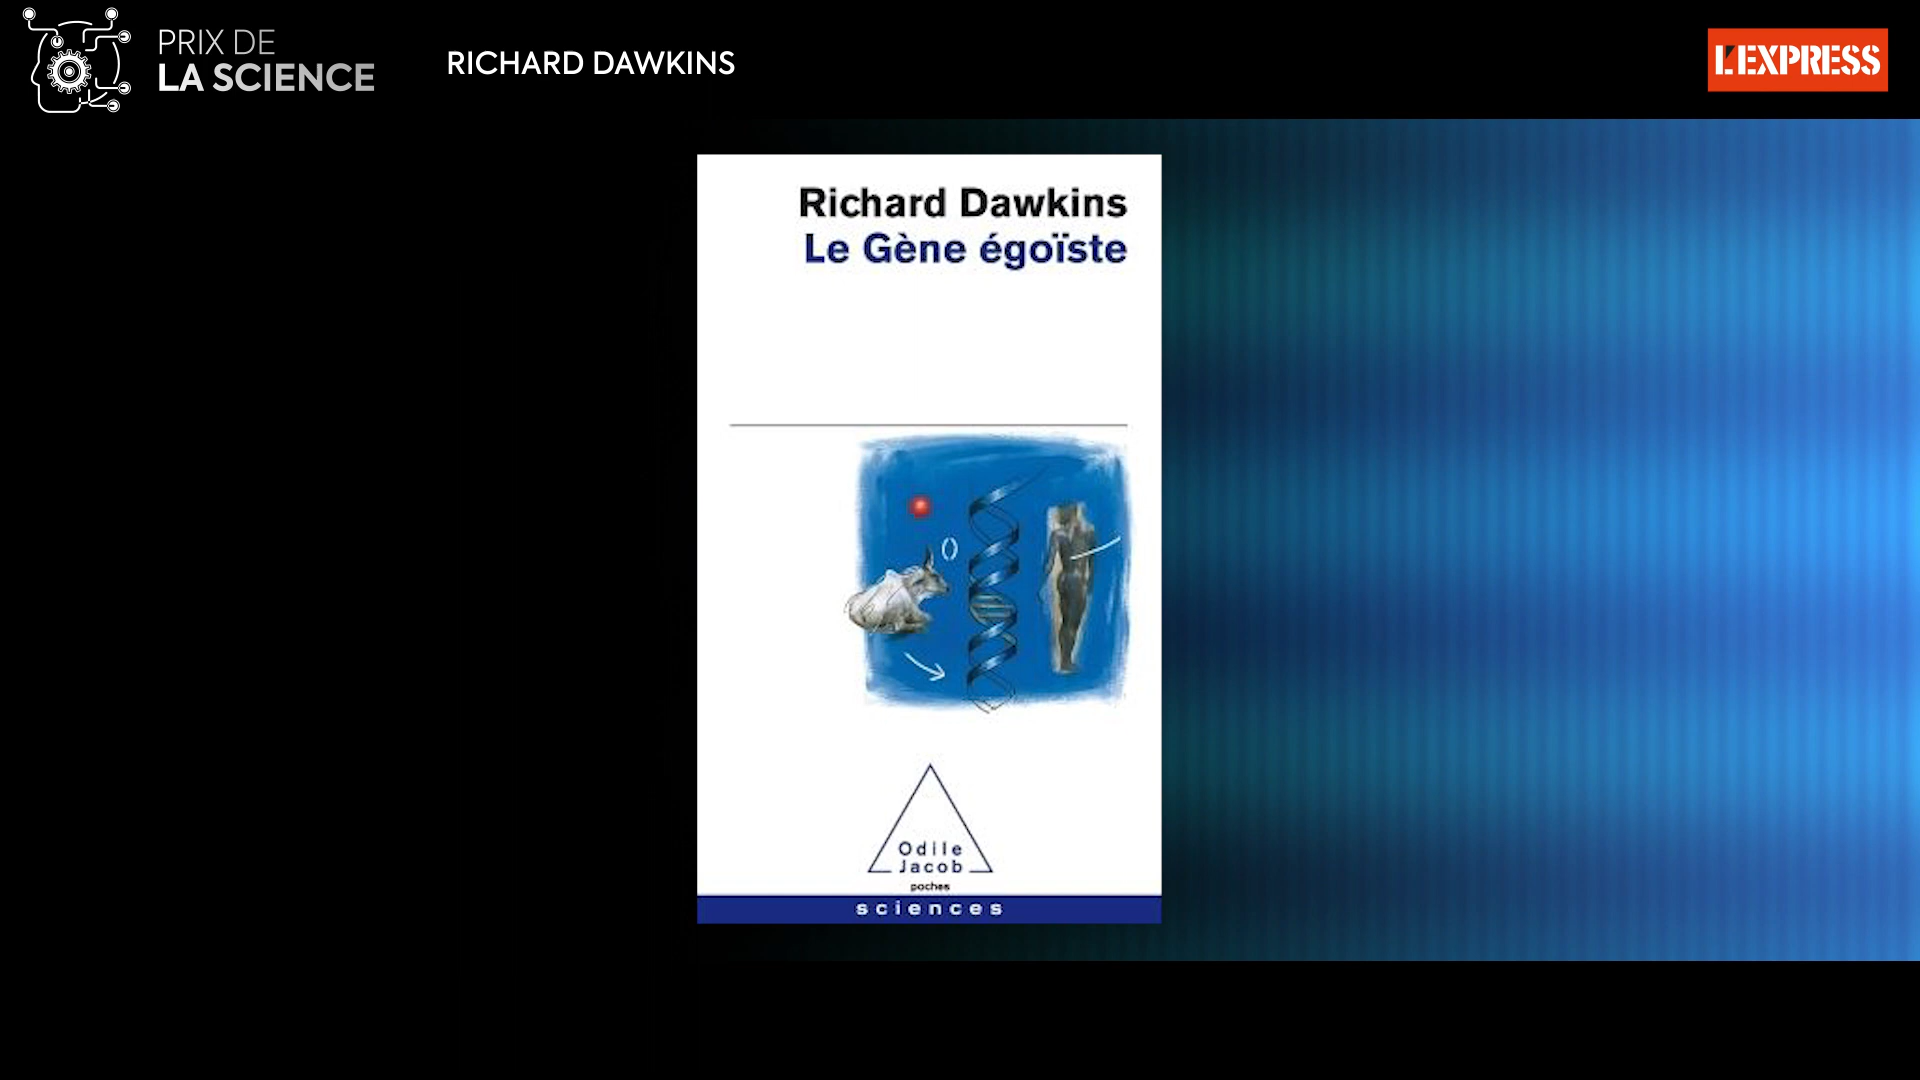 PRIX DE
LA SCIENCE
RICHARD DAWKINS
L'EXPRESS
Richard Dawkins
Le Gène égoïste
Odile
Jacob
poches
sciences